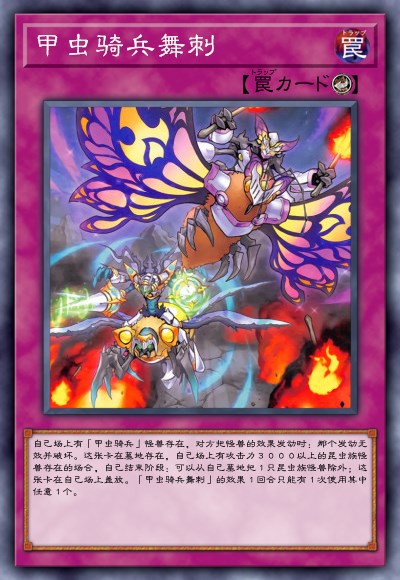 甲虫骑兵舞刺
トラップ
罠
トラップ
【罠カード】
自己场上有「甲虫骑兵」怪兽存在，对方把怪兽的效果发动时：那个发动无
效并破坏。这张卡在墓地存在，自己场上有攻击力３０００以上的昆虫族怪
兽存在的场合，自己结束阶段：可以从自己墓地把１只昆虫族怪兽除外；这
张卡在自己场上盖放。「甲虫骑兵舞刺」的效果１回合只能有１次使用其中
任意１个。